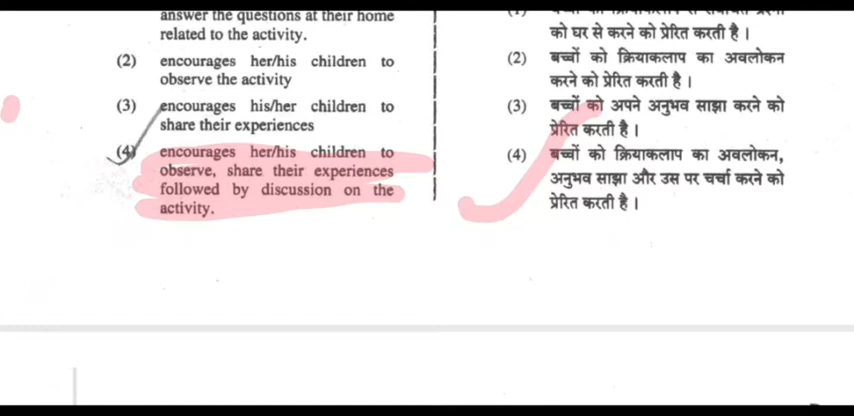 answer the questions at their home
related to the activity.
(2) encourages her/his children to
observe the activity
(3) encourages his/her children to
share their experiences
(4) encourages her/his children to
observe, share their experiences
followed by discussion on the
activity.
(1)
को घर से करने को प्रेरित करती है ।
(2) बच्चों को क्रियाकलाप का अवलोकन
करने को प्रेरित करती है ।
(3) बच्चों को अपने अनुभव साझा करने को
प्रेरित करती है ।
(4) बच्चों को क्रियाकलाप का अवलोकन,
अनुभव साझा और उस पर चर्चा करने को
प्रेरित करती है ।